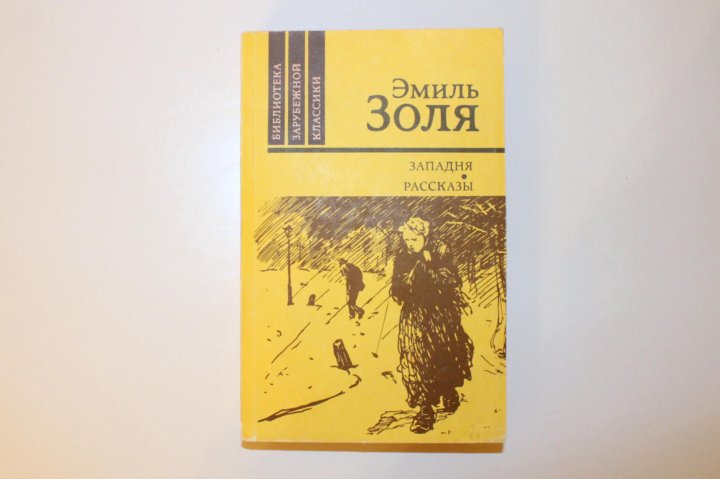 БИБЛИОТЕКА
ЗАРУБЕЖНОЙ
КЛАССИКИ
ЭМИЛЬ
ЗОЛЯ
ЗАПАДНЯ
•
РАССКАЗЫ